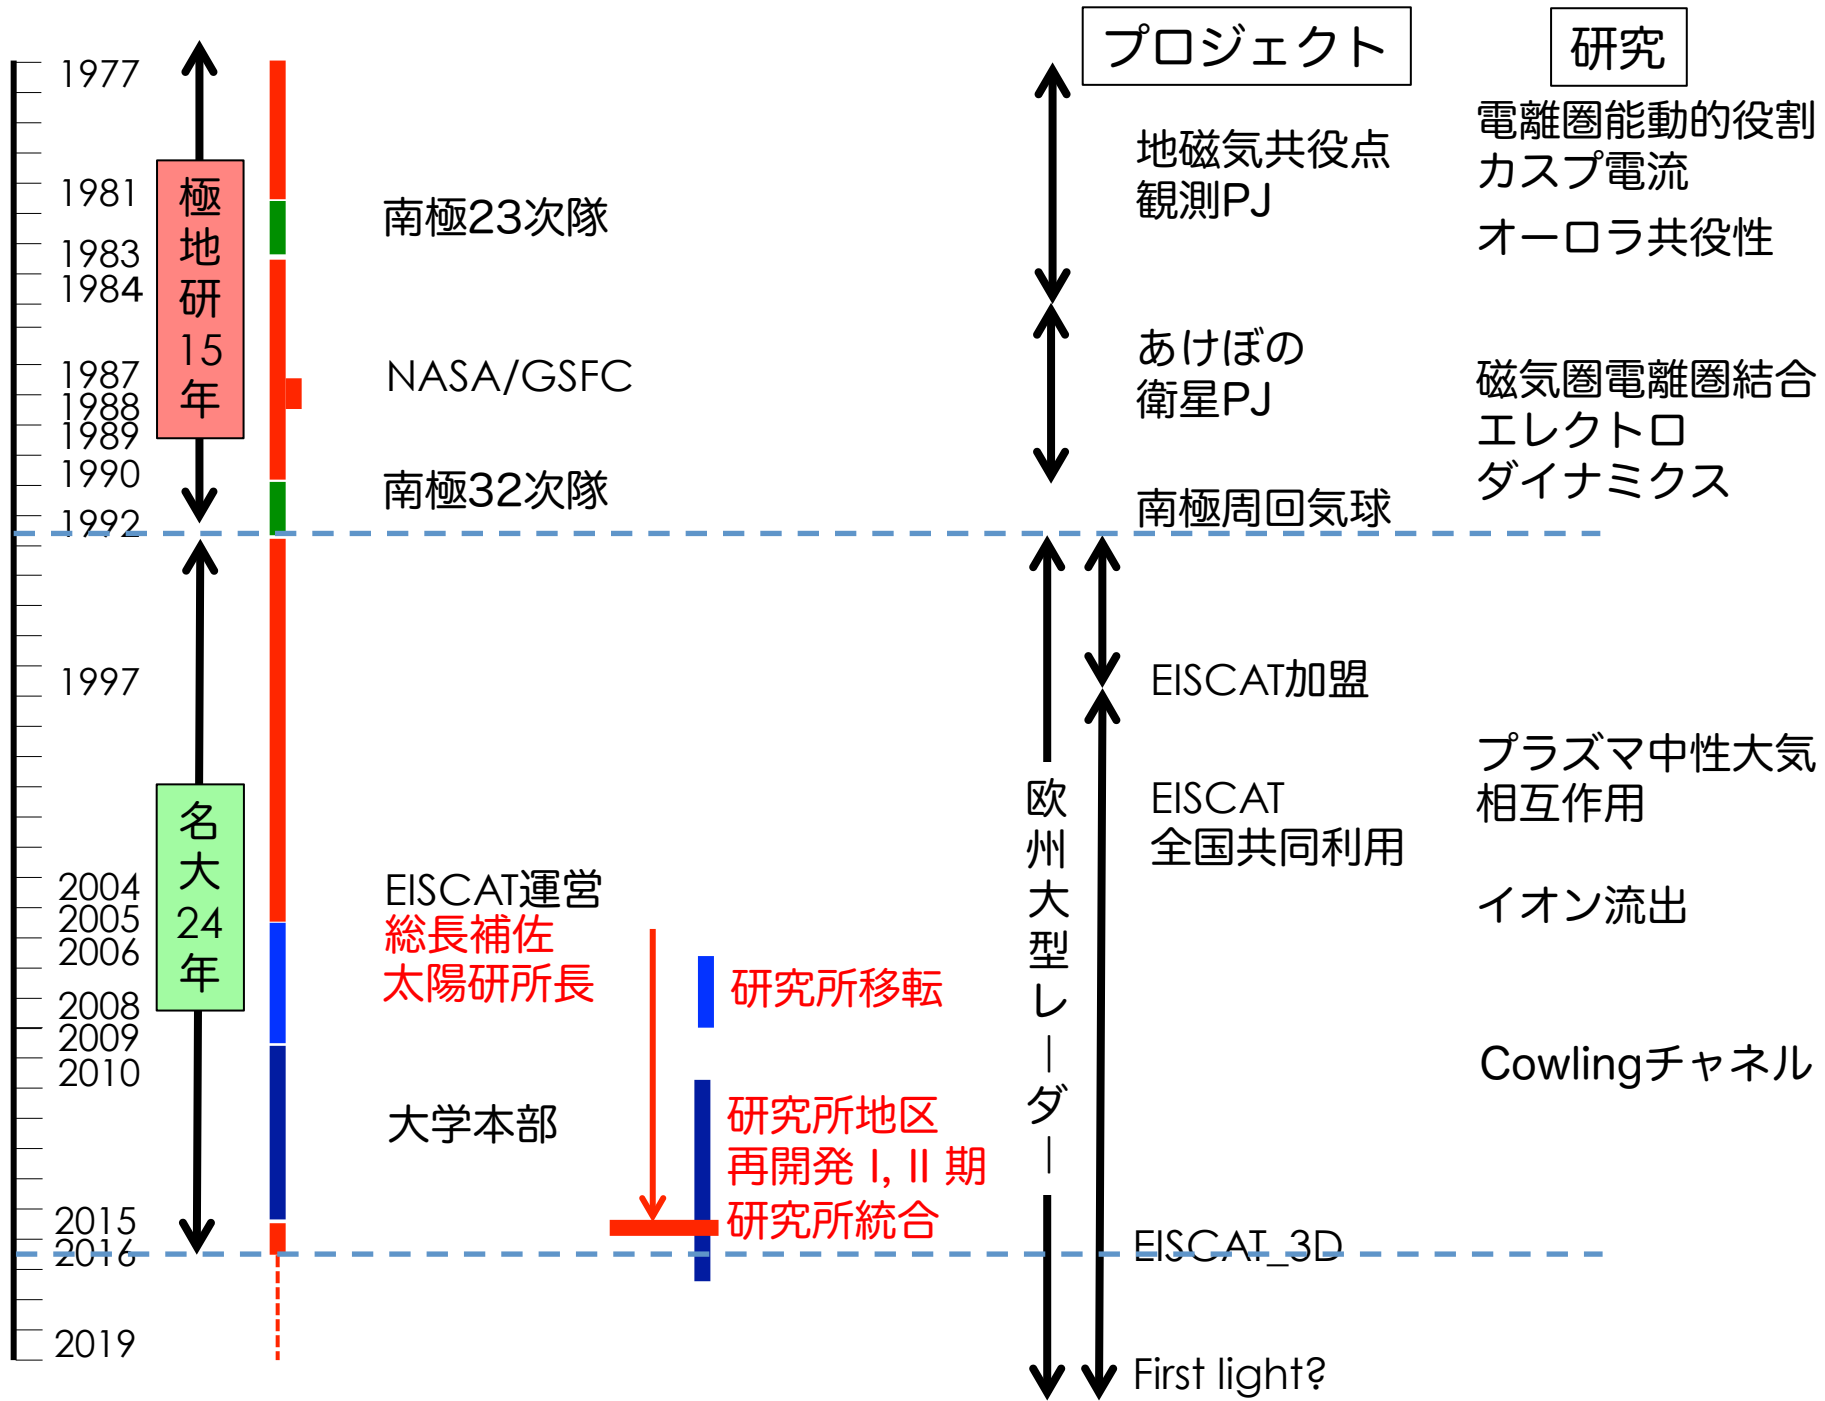 プロジェクト
研究
1977
1981
1983
1984
1987
1988
1989
1990
1992
1997
2004
2005
2006
2008
2009
2010
2015
2016
2019
極地研15年
名大24年
南極23次隊
NASA/GSFC
南極32次隊
EISCAT運営
総長補佐
太陽研所長
大学本部
研究所移転
研究所地区
再開発 I, II 期
研究所統合
欧州大型レーダー
地磁気共役点
観測PJ
あけぼの
衛星PJ
南極周回気球
EISCAT加盟
EISCAT
全国共同利用
EISCAT_3D
First light?
電離圏能動的役割
カスプ電流
オーロラ共役性
磁気圏電離圏結合
エレクトロ
ダイナミクス
プラズマ中性大気
相互作用
イオン流出
Cowlingチャネル